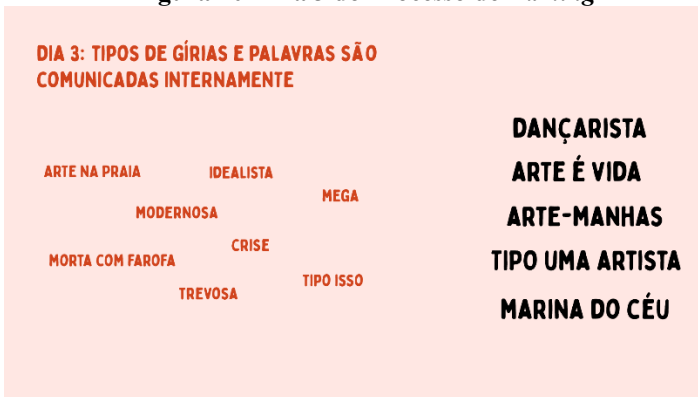 DIA 3: TIPOS DE GÍRIAS E PALAVRAS SÃO
COMUNICADAS INTERNAMENTE
ARTE NA PRAIA
IDEALISTA
MEGA
MODERNOSA
CRISE
MORTA COM FAROFA
TIPO ISSO
TREVOSA
DANÇARISTA
ARTE É VIDA
ARTE-MANHAS
TIPO UMA ARTISTA
MARINA DO CÉU